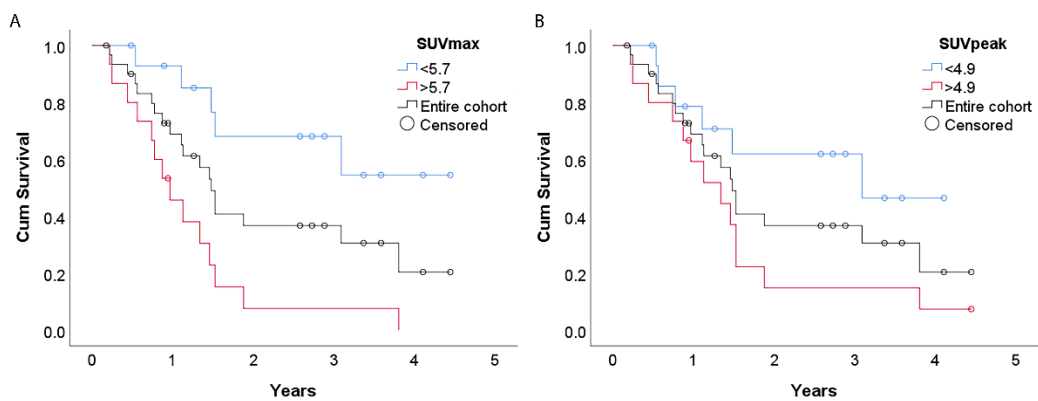 A
SUVmax
<5.7
>5.7
Entire cohort
Censored
Cum Survival
1.0
0.8
0.6
0.4
0.2
0.0
0 1 2 3 4 5
Years
B
SUVpeak
<4.9
>4.9
Entire cohort
Censored
Cum Survival
1.0
0.8
0.6
0.4
0.2
0.0
0 1 2 3 4 5
Years